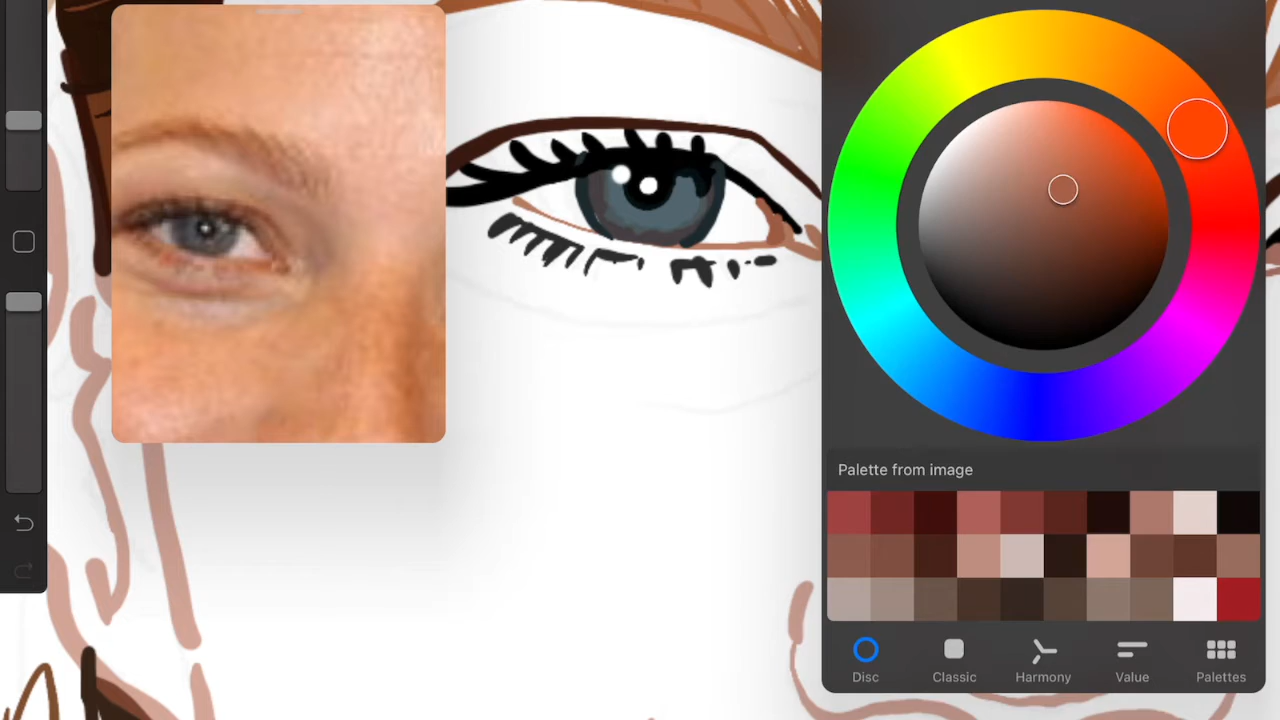 Palette from image
Disc
Classic
Harmony
Value
Palettes